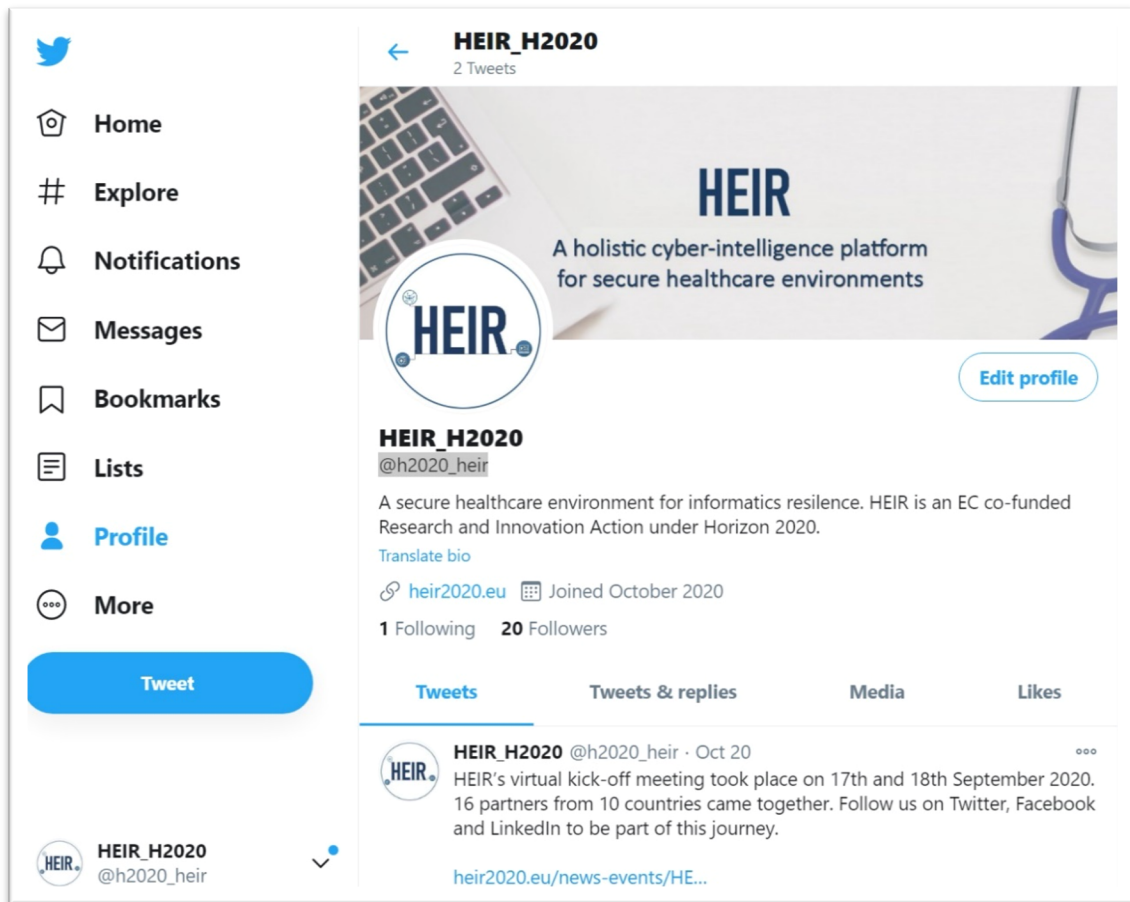 HEIR_H2020
2 Tweets
Home
Explore
Notifications
Messages
Bookmarks
Lists
Profile
More
Tweet
HEIR_H2020
@h2020_heir
HEIR
A holistic cyber-intelligence platform
for secure healthcare environments
HEIR
Edit profile
HEIR_H2020
@h2020_heir
A secure healthcare environment for informatics resilence. HEIR is an EC co-funded
Research and Innovation Action under Horizon 2020.
Translate bio
heir2020.eu Joined October 2020
1 Following 20 Followers
Tweets Tweets & replies Media Likes
HEIR
HEIR_H2020 @h2020_heir · Oct 20
HEIR's virtual kick-off meeting took place on 17th and 18th September 2020.
16 partners from 10 countries came together. Follow us on Twitter, Facebook
and LinkedIn to be part of this journey.
heir2020.eu/news-events/HE...
HEIR